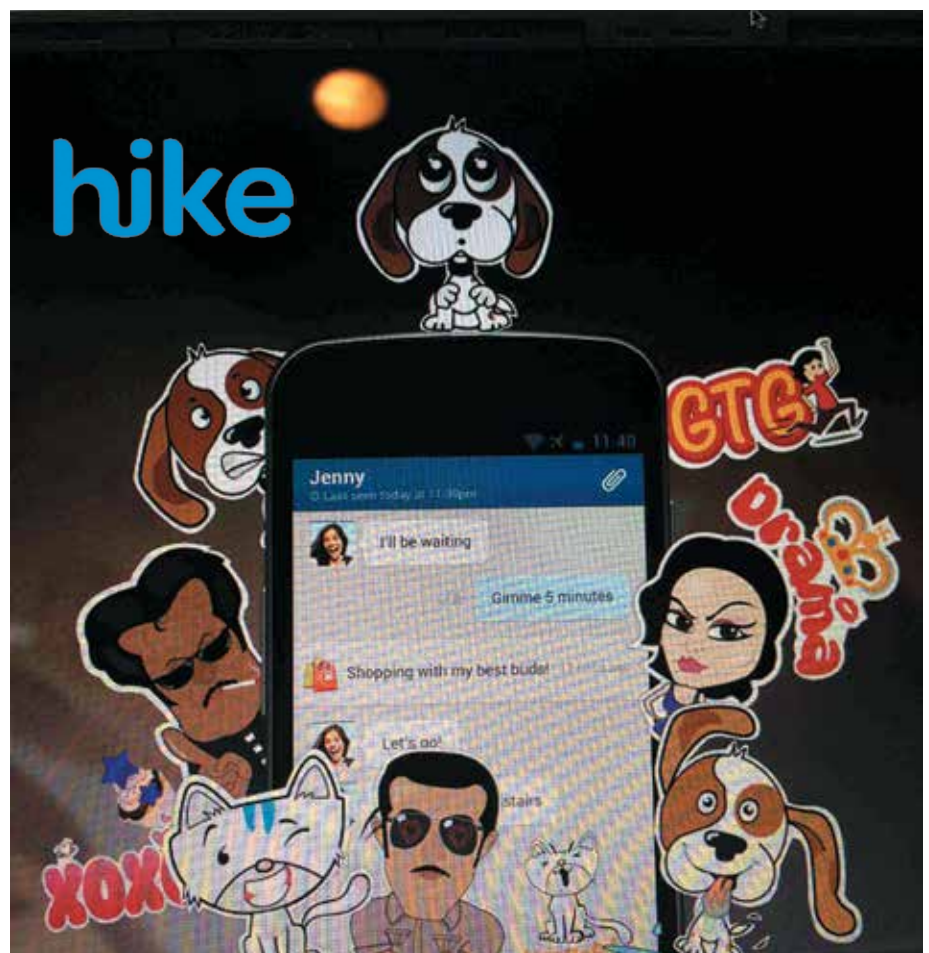 hike
11:40
GTG
Jenny
Last seen today at 11:30pm
I'll be waiting
Gimme 5 minutes
Drama
Shopping with my best buds!
Let's go!
stairs
XOXO